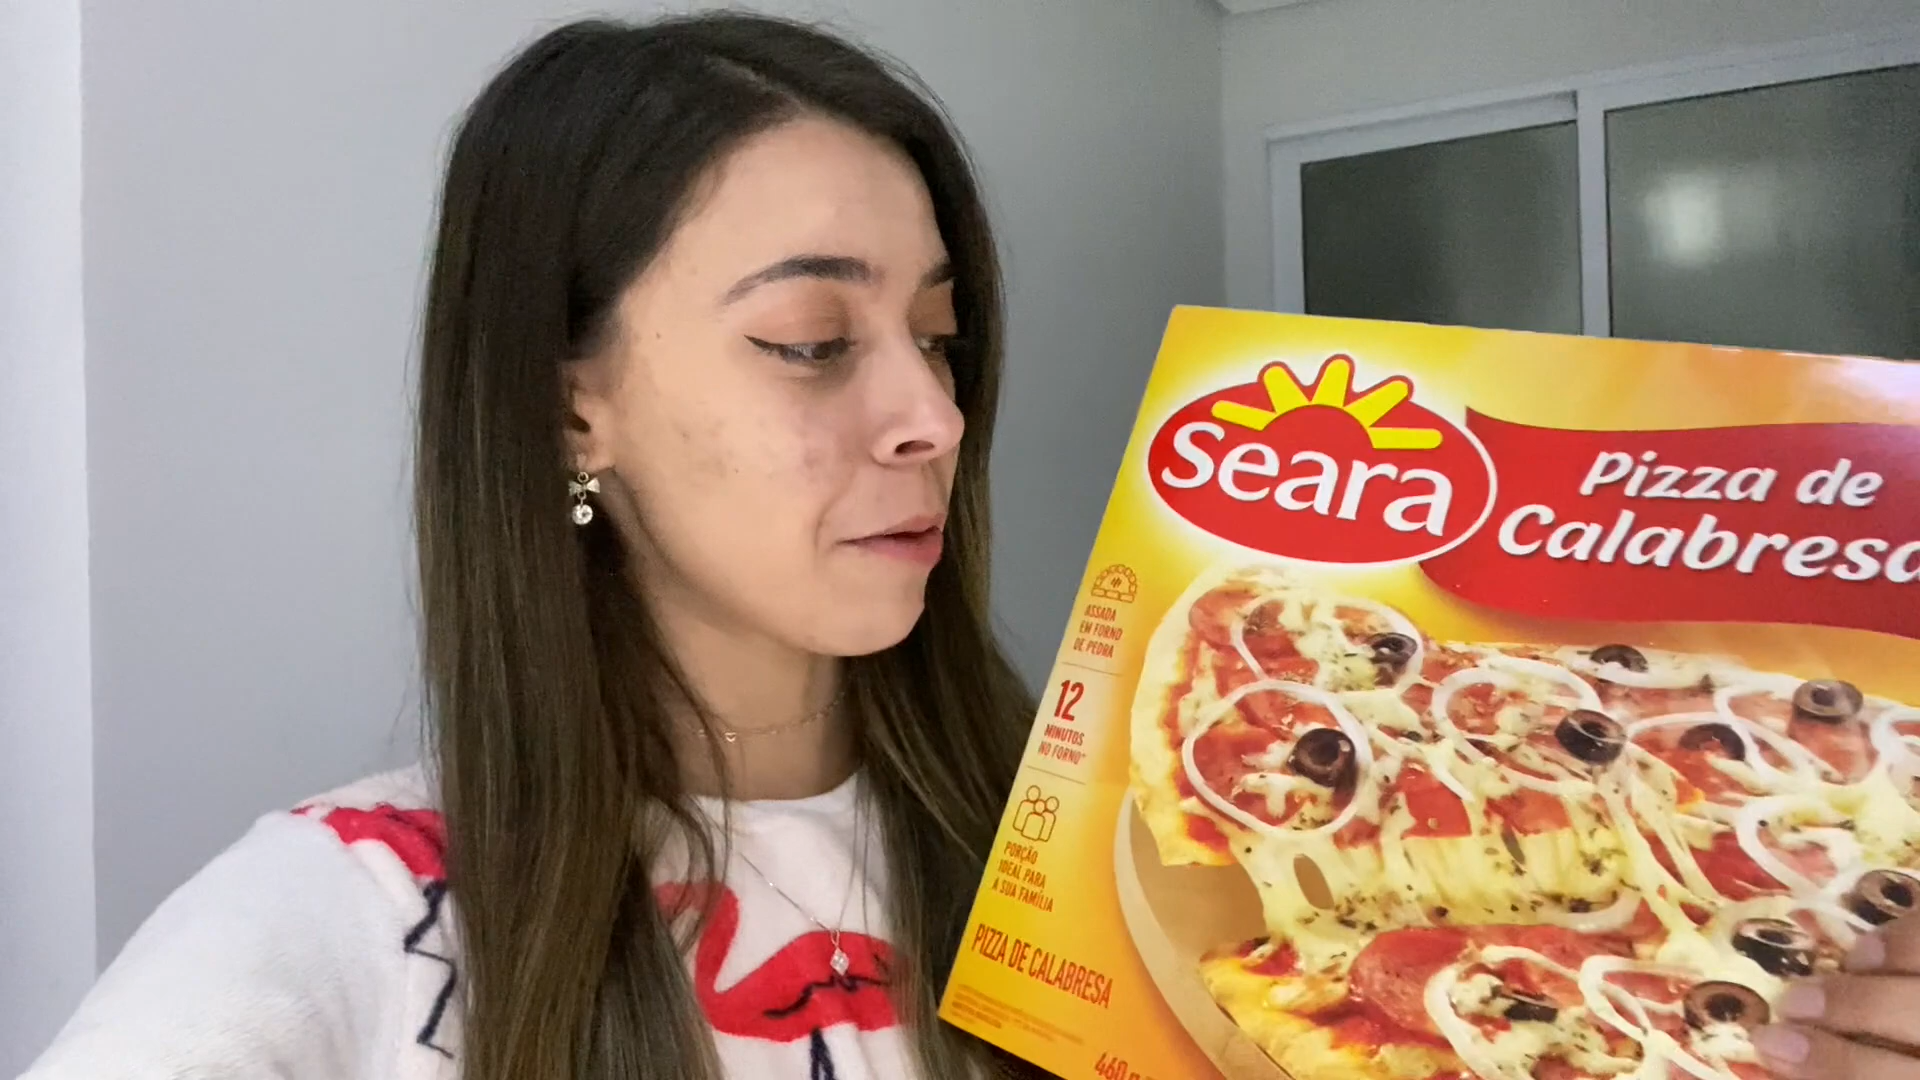 seara
Pizza de
Calabresa
ASSADA
EM FORNO
DE PEDRA
12
MINUTOS
NO FORNO*
PORÇÃO
IDEAL PARA
A SUA FAMÍLIA
PIZZA DE CALABRESA
460 g